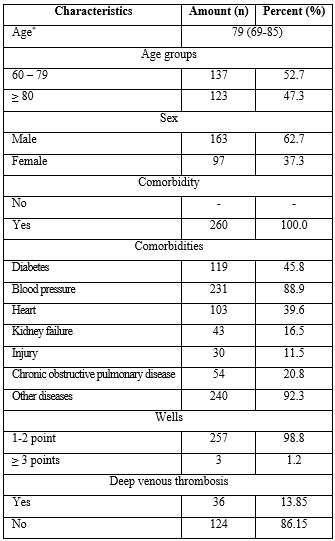 Characteristics Amount (n) Percent (%)
Age* 79 (69-85)
Age groups
60 – 79 137 52.7
≥ 80 123 47.3
Sex
Male 163 62.7
Female 97 37.3
Comorbidity
No - -
Yes 260 100.0
Comorbidities
Diabetes 119 45.8
Blood pressure 231 88.9
Heart 103 39.6
Kidney failure 43 16.5
Injury 30 11.5
Chronic obstructive pulmonary disease 54 20.8
Other diseases 240 92.3
Wells
1-2 point 257 98.8
≥ 3 points 3 1.2
Deep venous thrombosis
Yes 36 13.85
No 124 86.15